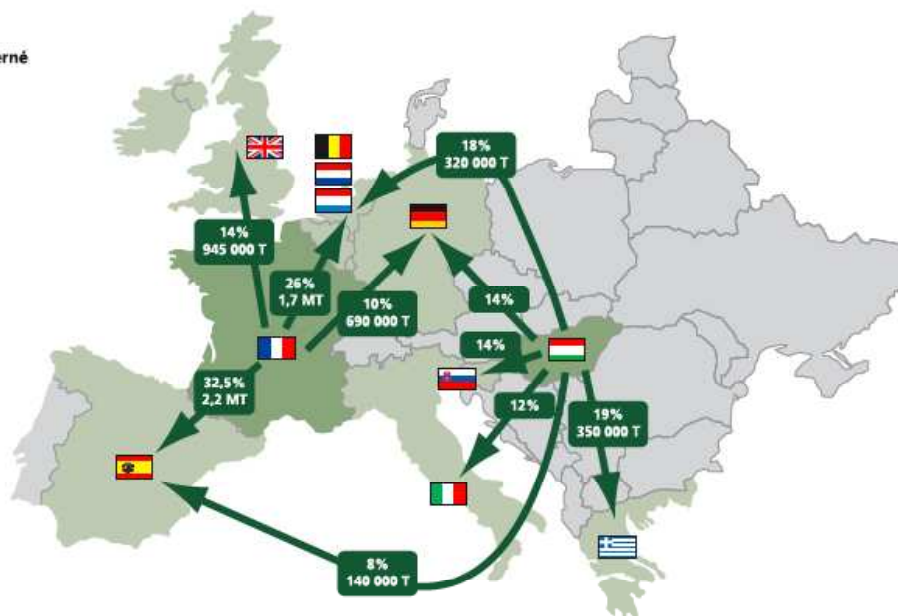 erné
18%
320 000 T
14%
945 000 T
26%
1,7 MT
10%
690 000 T
14%
14%
32,5%
2,2 MT
12%
19%
350 000 T
8%
140 000 T